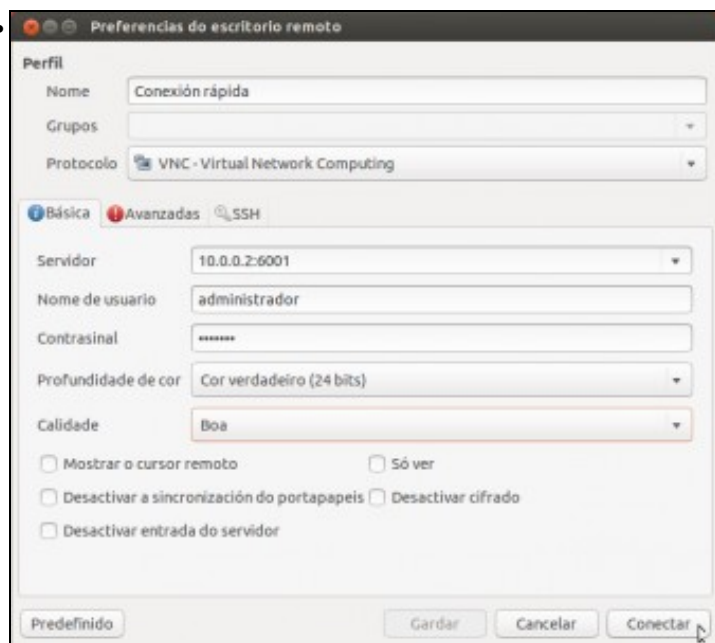 Preferencias do escritorio remoto
Perfil
Nome Conexión rápida
Grupos
Protocolo VNC - Virtual Network Computing
Básica Avanzadas SSH
Servidor 10.0.0.2:6001
Nome de usuario administrador
Contrasinal •••••••
Profundidade de cor Cor verdadeiro (24 bits)
Calidade Boa
Mostrar o cursor remoto Só ver
Desactivar a sincronización do portapapeis Desactivar cifrado
Desactivar entrada do servidor
Predefinido Gardar Cancelar Conectar